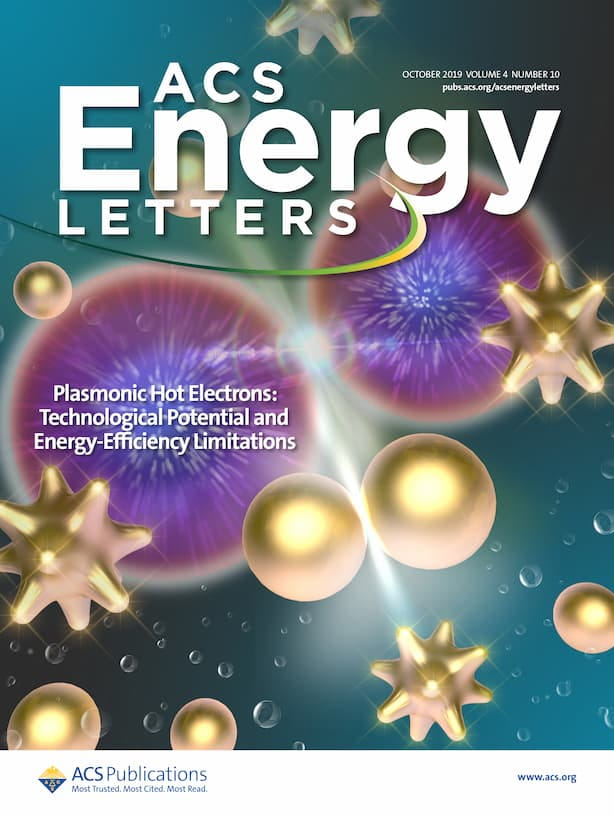 OCTOBER 2019 VOLUME 4 NUMBER 10
pubs.acs.org/acsenergyletters
ACS
Energy
LETTERS
Plasmonic Hot Electrons:
Technological Potential and
Energy-Efficiency Limitations
ACS Publications
Most Trusted. Most Cited. Most Read.
www.acs.org